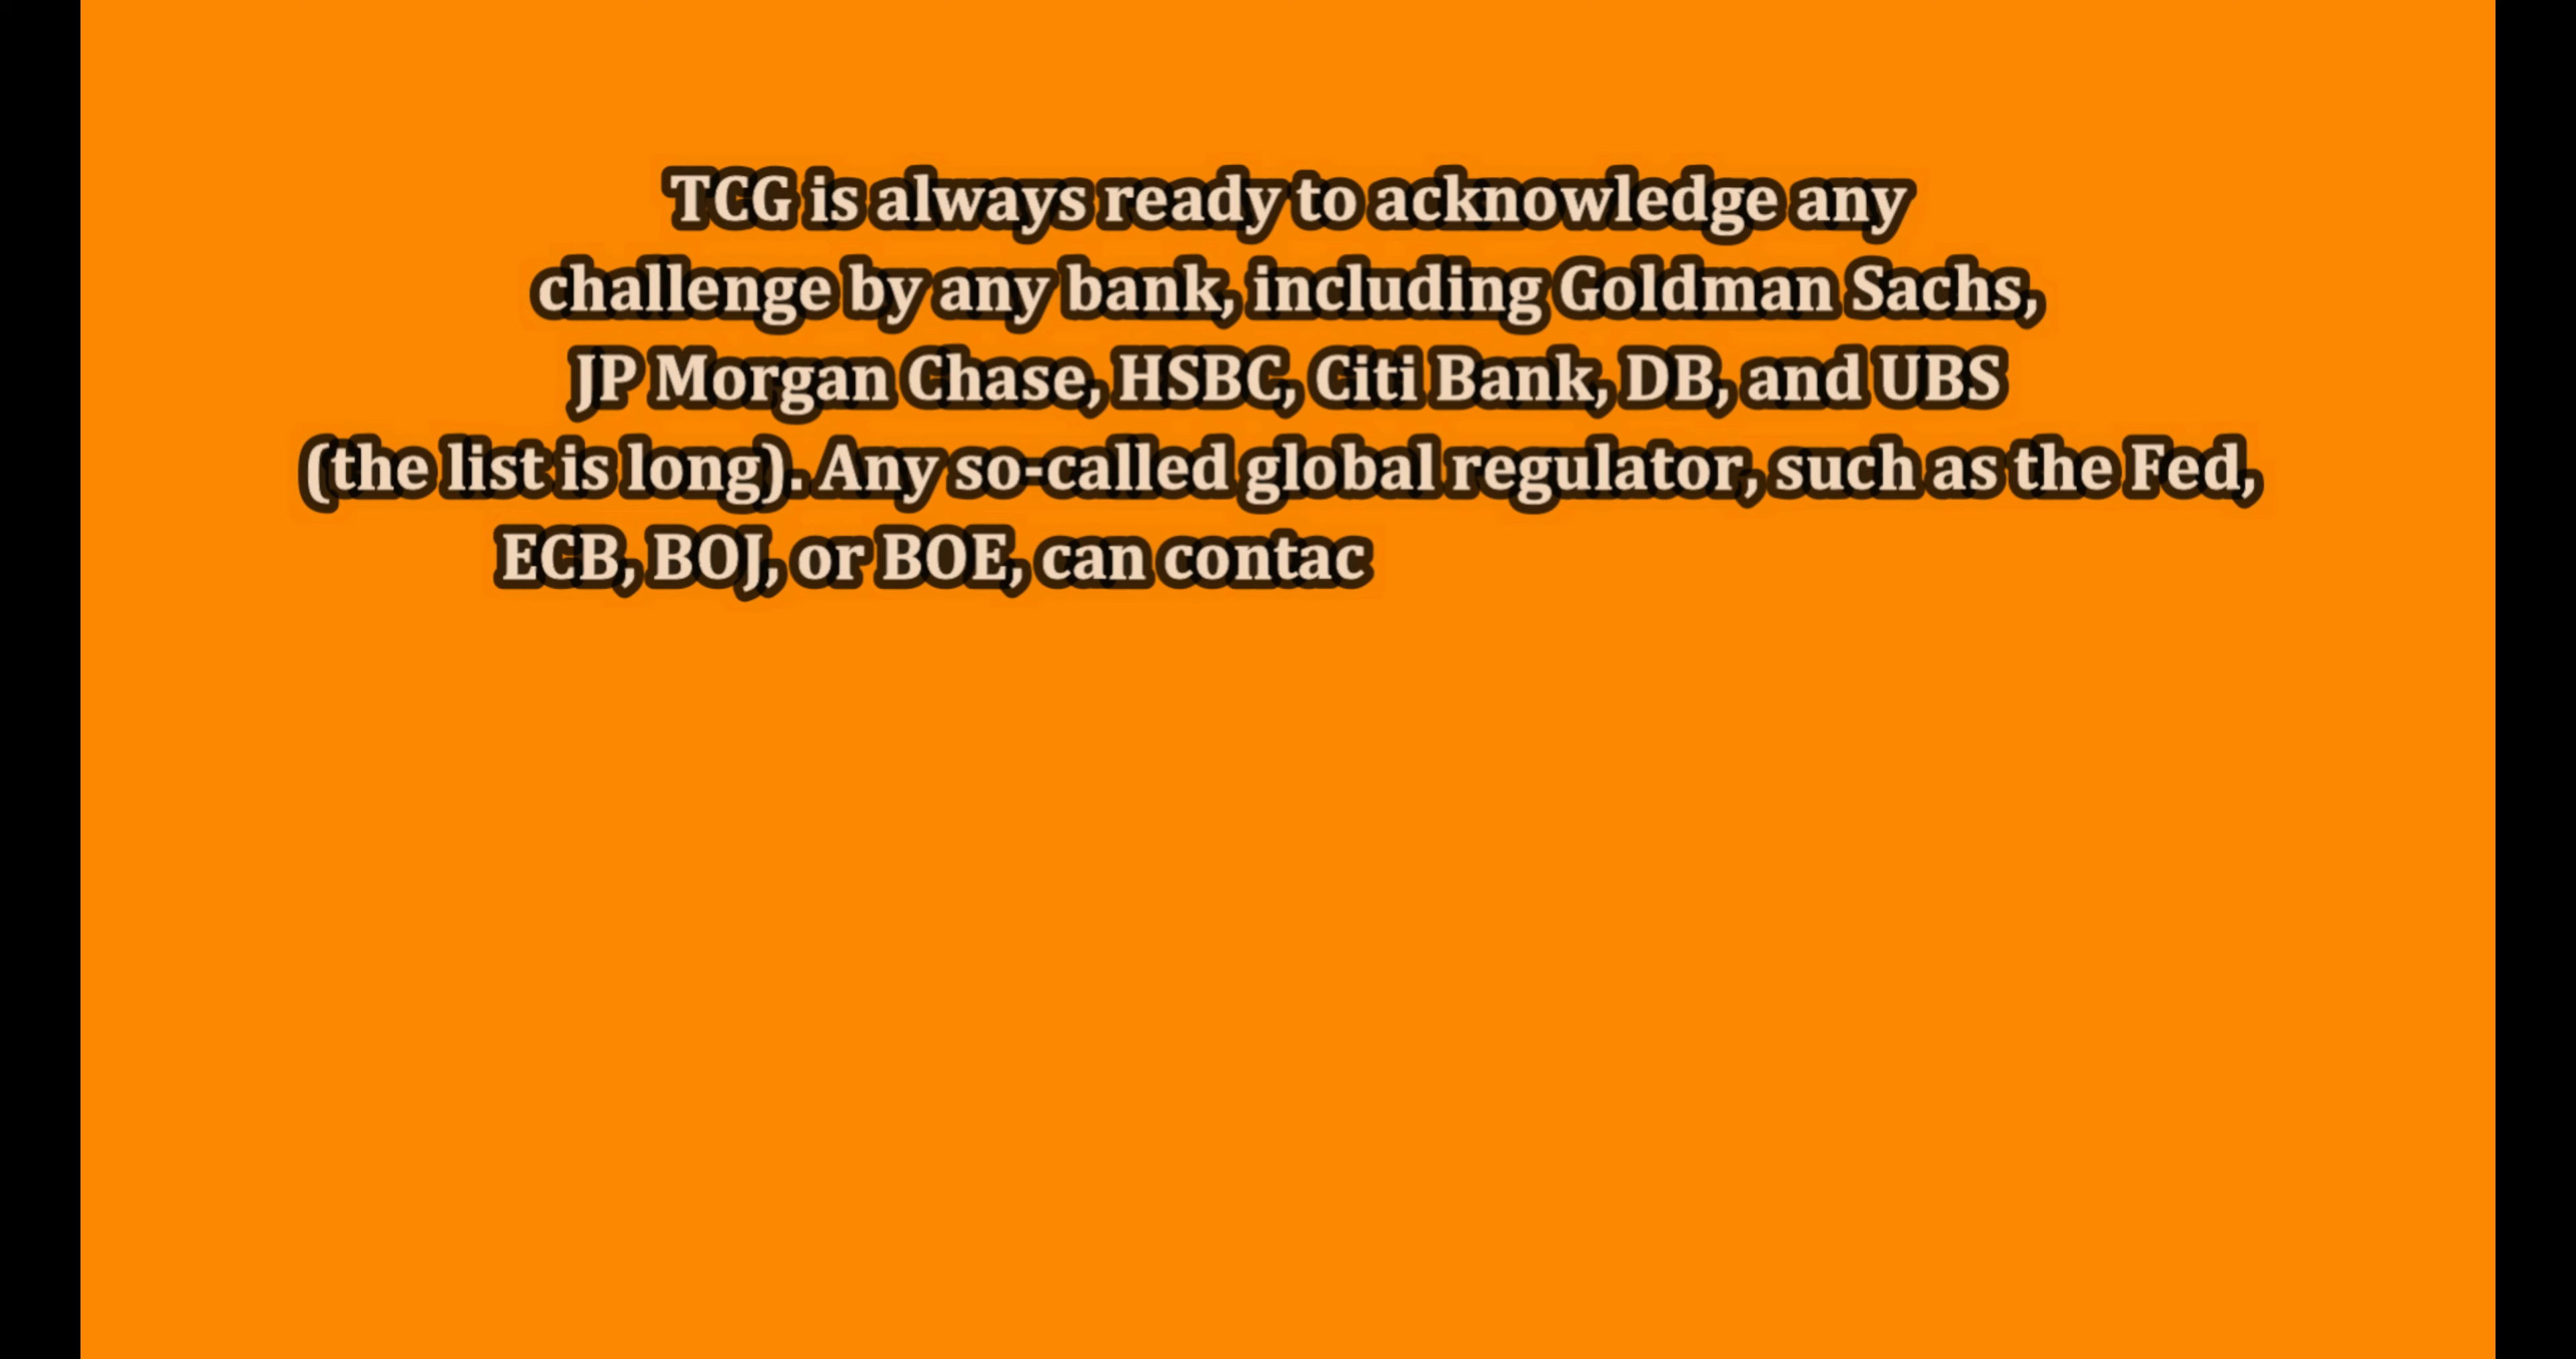 TCG is always ready to acknowledge any
challenge by any bank, including Goldman Sachs,
JP Morgan Chase, HSBC, Citi Bank, DB, and UBS
(the list is long). Any so-called global regulator, such as the Fed,
ECB, BOJ, or BOE, can contac